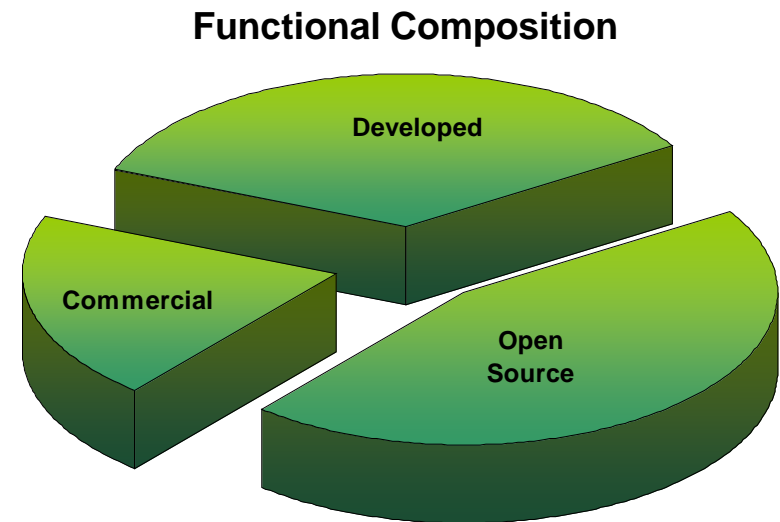 Functional Composition
Developed
Commercial
Open
Source